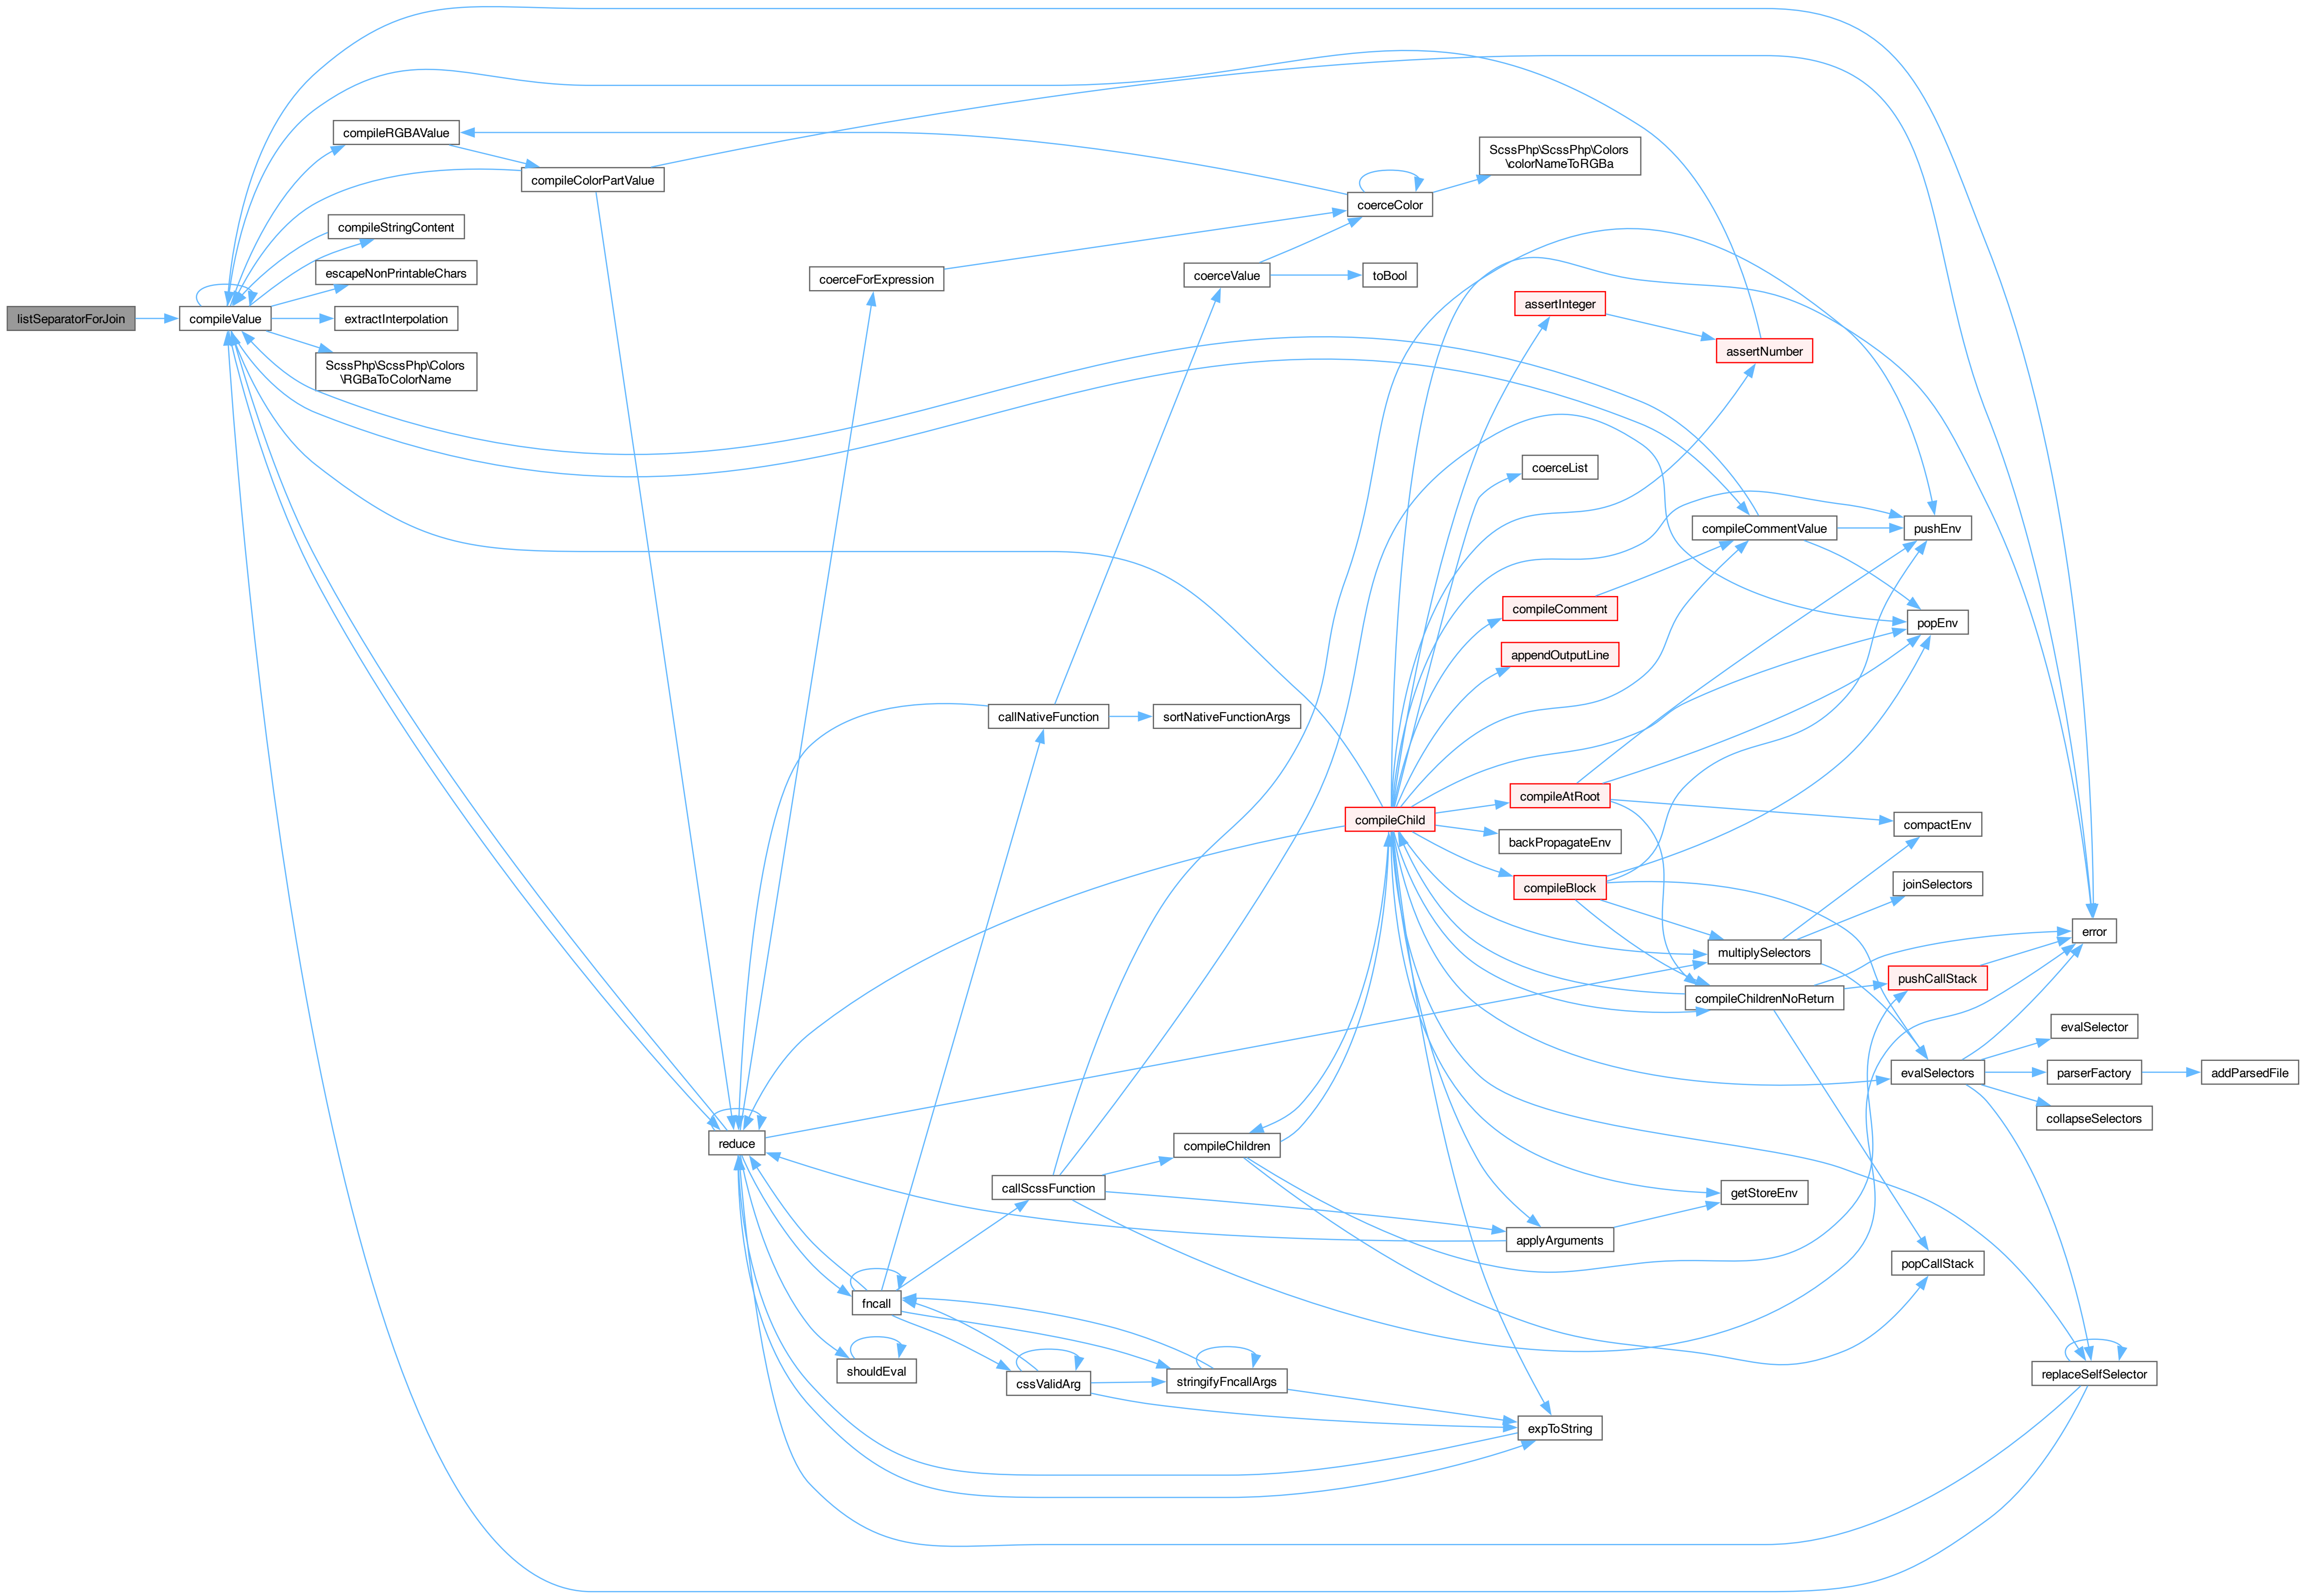 listSeparatorForJoin
compileValue
compileRGBAValue
compileStringContent
escapeNonPrintableChars
extractInterpolation
ScssPhp\ScssPhp\Colors
\RGBaToColorName
compileColorPartValue
reduce
coerceForExpression
fncall
shouldEval
callNativeFunction
callScssFunction
cssValidArg
coerceValue
sortNativeFunctionArgs
compileChildren
stringifyFncallArgs
coerceColor
toBool
compileChild
ScssPhp\ScssPhp\Colors
\colorNameToRGBa
assertInteger
coerceList
compileComment
appendOutputLine
compileAtRoot
backPropagateEnv
compileBlock
applyArguments
expToString
assertNumber
compileCommentValue
multiplySelectors
compileChildrenNoReturn
getStoreEnv
pushEnv
popEnv
compactEnv
joinSelectors
pushCallStack
evalSelectors
popCallStack
error
evalSelector
parserFactory
collapseSelectors
replaceSelfSelector
addParsedFile